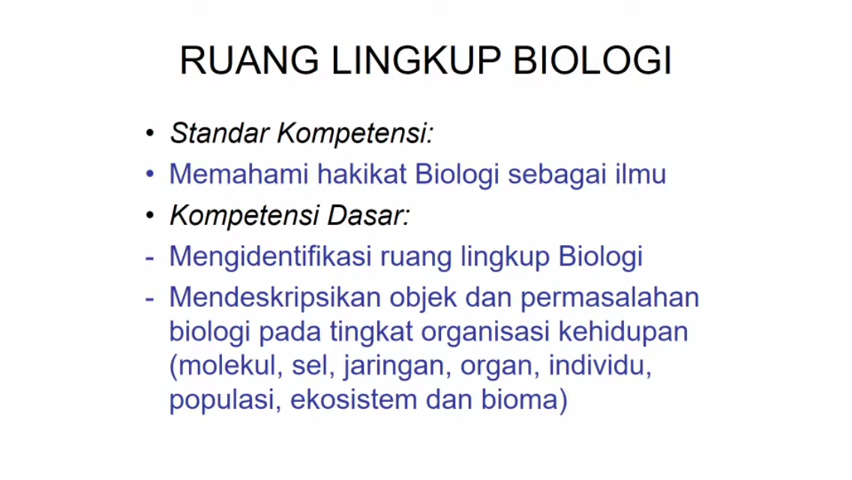 RUANG LINGKUP BIOLOGI
• Standar Kompetensi:
• Memahami hakikat Biologi sebagai ilmu
• Kompetensi Dasar:
- Mengidentifikasi ruang lingkup Biologi
- Mendeskripsikan objek dan permasalahan
biologi pada tingkat organisasi kehidupan
(molekul, sel, jaringan, organ, individu,
populasi, ekosistem dan bioma)